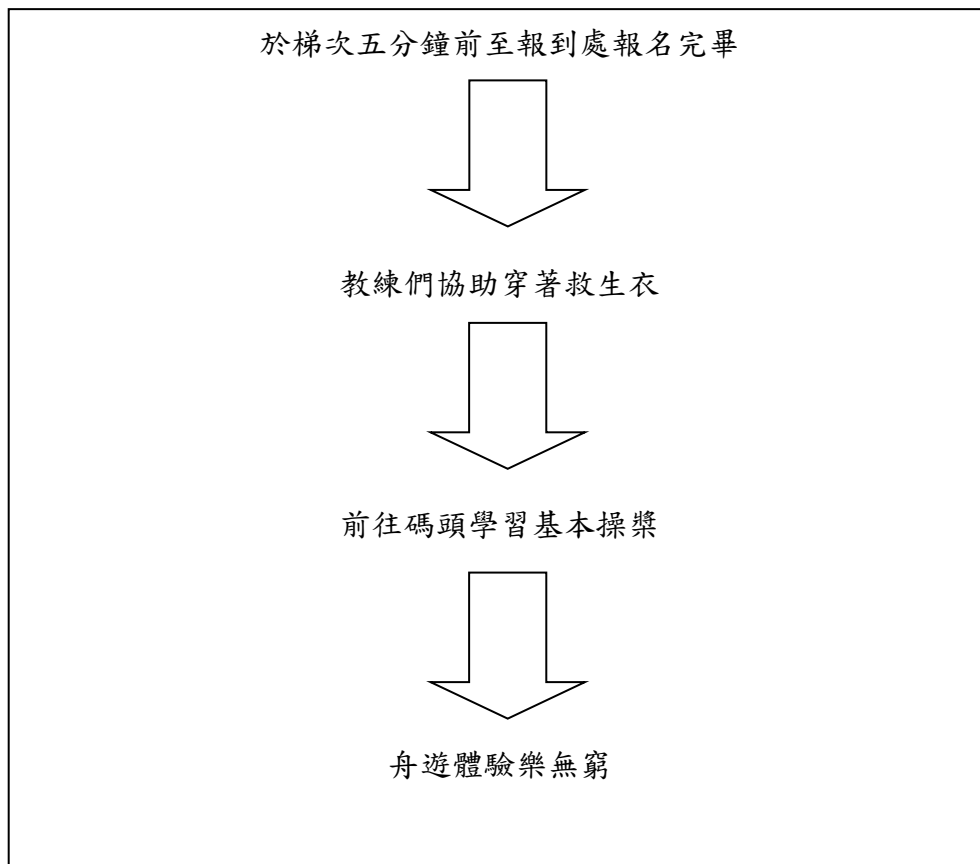 於梯次五分鐘前至報到處報名完畢
教練們協助穿著救生衣
前往碼頭學習基本操槳
舟遊體驗樂無窮